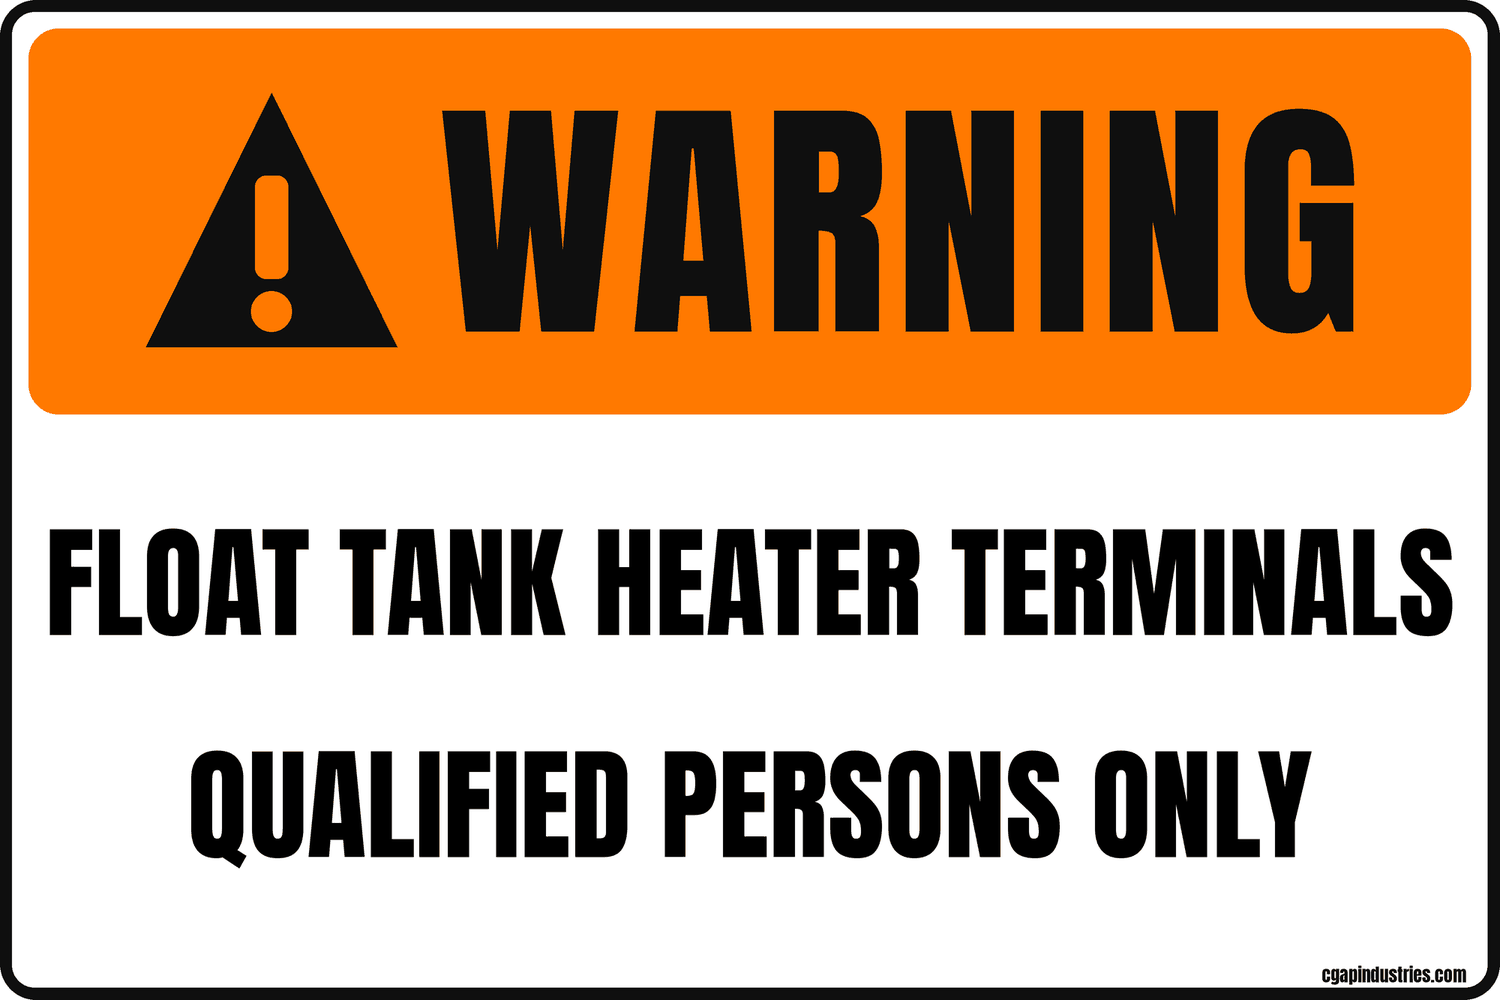 WARNING
FLOAT TANK HEATER TERMINALS
QUALIFIED PERSONS ONLY
cgapindustries.com